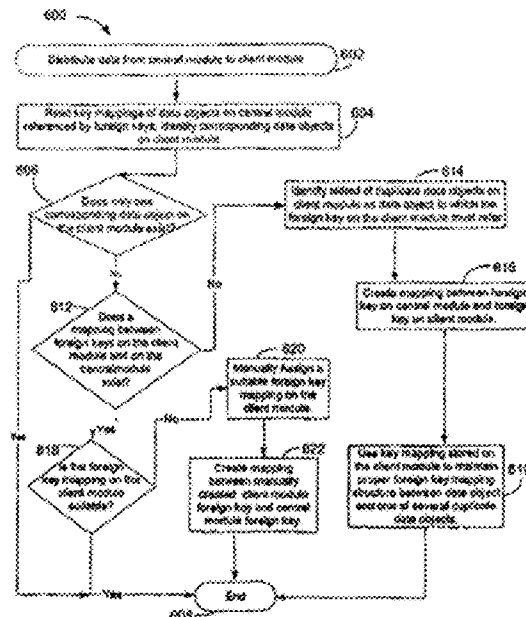 600
Distribute data from central module to client module
602
Read key mappings of data objects on central module
referenced by foreign keys; identify corresponding data objects
on client module
604
606
Does only one
corresponding data object on
the client module exist?
614
Identify oldest of duplicate data objects on
client module as data object to which the
foreign key on the client module must refer
No
No
612
Does a
mapping between
foreign keys on the client
module and on the
central module
exist?
616
Create mapping between foreign
key on central module and foreign
key on client module.
620
Manually assign a
suitable foreign key
mapping on the
client module.
No
Yes
Yes
618
Is the foreign
key mapping on the
client module
suitable?
622
Create mapping
between manually
created client module
foreign key and central
module foreign key
Use key mapping stored on
the client module to maintain
proper foreign key mapping
structure between data object
and one of several duplicate
data objects.
Yes
End
608